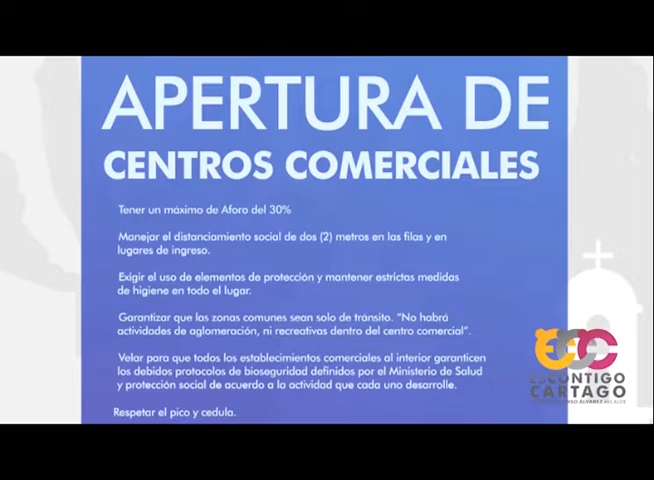 APERTURA DE
CENTROS COMERCIALES
Tener un máximo de Aforo del 30%
Manejar el distanciamiento social de dos (2) metros en las filas y en
lugares de ingreso.
Exigir el uso de elementos de protección y mantener estrictas medidas
de higiene en todo el lugar.
Garantizar que las zonas comunes sean solo de tránsito. “No habrá
actividades de aglomeración, ni recreativas dentro del centro comercial”.
Velar para que todos los establecimientos comerciales al interior garanticen
los debidos protocolos de bioseguridad definidos por el Ministerio de Salud
y protección social de acuerdo a la actividad que cada uno desarrolle.
Respetar el pico y cedula.
ESCONTIGO
CARTAGO
ALVAREZ ALCALDE